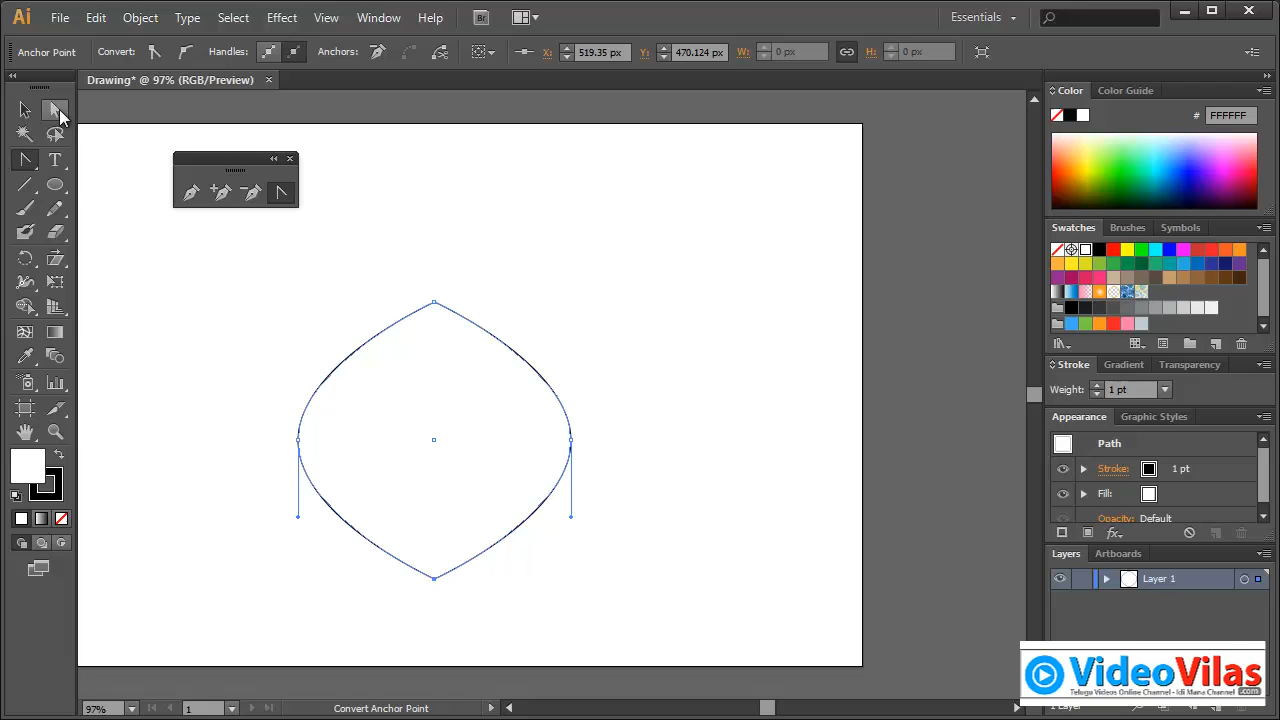 Ai File Edit Object Type Select Effect View Window Help Br Essentials
Anchor Point Convert: Handles: Anchors: X: 519.35 px Y: 470.124 px W: 0 px H: 0 px
Drawing* @ 97% (RGB/Preview)
Color Color Guide
# FFFFFF
T
Swatches Brushes Symbols
Stroke Gradient Transparency
Weight: 1 pt
Appearance Graphic Styles
Path
Stroke: 1 pt
Fill:
Opacity: Default
fx
Layers Artboards
Layer 1
VideoVilas
Telugu Videos Online Channel - Idi Mana Channel .com
1 Layer
97% 1 Convert Anchor Point